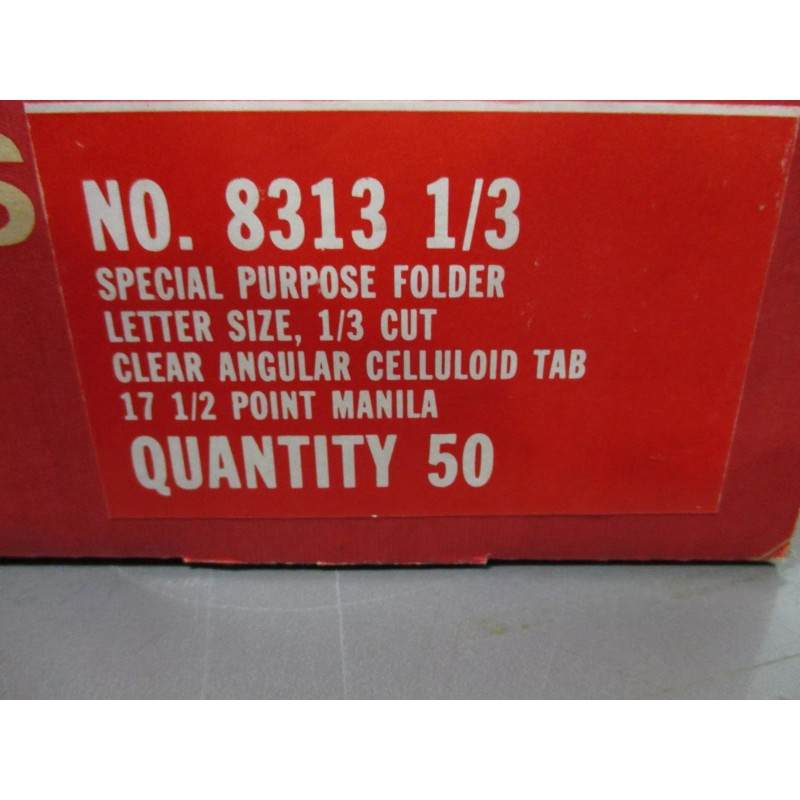 S
NO. 8313 1/3
SPECIAL PURPOSE FOLDER
LETTER SIZE, 1/3 CUT
CLEAR ANGULAR CELLULOID TAB
17 1/2 POINT MANILA
QUANTITY 50